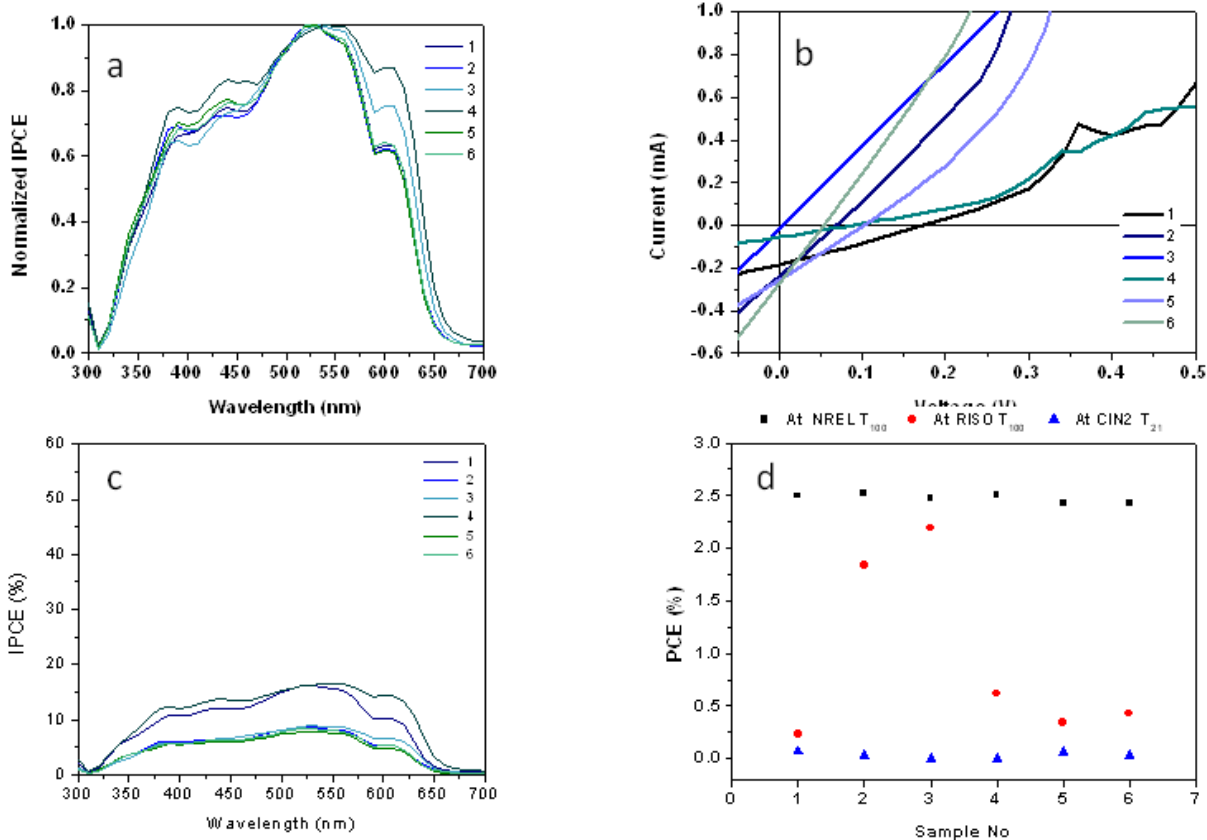 a
Normalized IPCE
1.0
0.8
0.6
0.4
0.2
0.0
1
2
3
4
5
6
300 350 400 450 500 550 600 650 700
Wavelength (nm)
b
Current (mA)
1.0
0.8
0.6
0.4
0.2
0.0
-0.2
-0.4
-0.6
1
2
3
4
5
6
0.0 0.1 0.2 0.3 0.4 0.5
Voltage (V)
c
IPCE (%)
60
50
40
30
20
10
0
1
2
3
4
5
6
300 350 400 450 500 550 600 650 700
Wavelength (nm)
At NREL T100 At RISO T100 At CIN2 T21
d
PCE (%)
3.0
2.5
2.0
1.5
1.0
0.5
0.0
0 1 2 3 4 5 6 7
Sample No